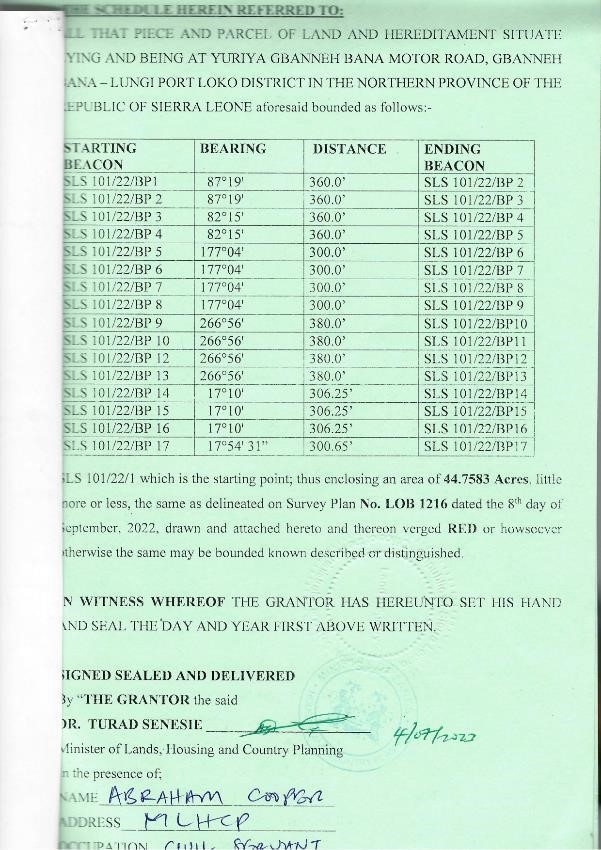 THE SCHEDULE HEREIN REFERRED TO:
ALL THAT PIECE AND PARCEL OF LAND AND HEREDITAMENT SITUATE
LYING AND BEING AT YURIYA GBANNEH BANA MOTOR ROAD, GBANNEH
BANA – LUNGI PORT LOKO DISTRICT IN THE NORTHERN PROVINCE OF THE
REPUBLIC OF SIERRA LEONE aforesaid bounded as follows:-
STARTING BEARING DISTANCE ENDING
BEACON BEACON
SLS 101/22/BP1 87°19' 360.0' SLS 101/22/BP 2
SLS 101/22/BP 2 87°19' 360.0' SLS 101/22/BP 3
SLS 101/22/BP 3 82°15' 360.0' SLS 101/22/BP 4
SLS 101/22/BP 4 82°15' 360.0' SLS 101/22/BP 5
SLS 101/22/BP 5 177°04' 300.0' SLS 101/22/BP 6
SLS 101/22/BP 6 177°04' 300.0' SLS 101/22/BP 7
SLS 101/22/BP 7 177°04' 300.0' SLS 101/22/BP 8
SLS 101/22/BP 8 177°04' 300.0' SLS 101/22/BP 9
SLS 101/22/BP 9 266°56' 380.0' SLS 101/22/BP10
SLS 101/22/BP 10 266°56' 380.0' SLS 101/22/BP11
SLS 101/22/BP 12 266°56' 380.0' SLS 101/22/BP12
SLS 101/22/BP 13 266°56' 380.0' SLS 101/22/BP13
SLS 101/22/BP 14 17°10' 306.25' SLS 101/22/BP14
SLS 101/22/BP 15 17°10' 306.25' SLS 101/22/BP15
SLS 101/22/BP 16 17°10' 306.25' SLS 101/22/BP16
SLS 101/22/BP 17 17°54' 31" 300.65' SLS 101/22/BP17
SLS 101/22/1 which is the starting point; thus enclosing an area of 44.7583 Acres, little
more or less, the same as delineated on Survey Plan No. LOB 1216 dated the 8th day of
September, 2022, drawn and attached hereto and thereon verged RED or howsoever
otherwise the same may be bounded known described or distinguished.
IN WITNESS WHEREOF THE GRANTOR HAS HEREUNTO SET HIS HAND
AND SEAL THE DAY AND YEAR FIRST ABOVE WRITTEN.
SIGNED SEALED AND DELIVERED
By "THE GRANTOR the said
DR. TURAD SENESIE 4/07/2023
Minister of Lands, Housing and Country Planning
in the presence of;
NAME ABRAHAM COOPER
ADDRESS MLHCP
OCCUPATION CIVIL SERVANT